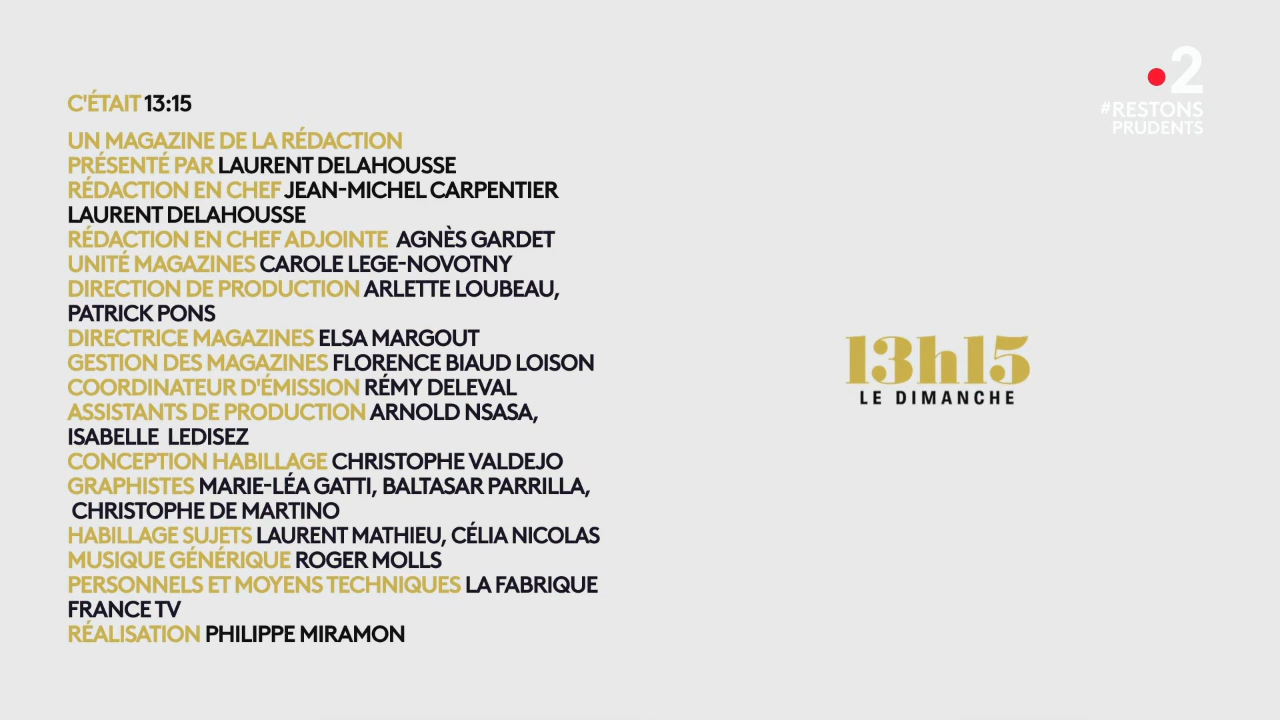 C'ÉTAIT 13:15
UN MAGAZINE DE LA RÉDACTION
PRÉSENTÉ PAR LAURENT DELAHOUSSE
RÉDACTION EN CHEF JEAN-MICHEL CARPENTIER
LAURENT DELAHOUSSE
RÉDACTION EN CHEF ADJOINTE AGNÈS GARDET
UNITÉ MAGAZINES CAROLE LEGE-NOVOTNY
DIRECTION DE PRODUCTION ARLETTE LOUBEAU,
PATRICK PONS
DIRECTRICE MAGAZINES ELSA MARGOUT
GESTION DES MAGAZINES FLORENCE BIAUD LOISON
COORDINATEUR D'ÉMISSION RÉMY DELEVAL
ASSISTANTS DE PRODUCTION ARNOLD NSASA,
ISABELLE LEDISEZ
CONCEPTION HABILLAGE CHRISTOPHE VALDEJO
GRAPHISTES MARIE-LÉA GATTI, BALTASAR PARRILLA,
CHRISTOPHE DE MARTINO
HABILLAGE SUJETS LAURENT MATHIEU, CÉLIA NICOLAS
MUSIQUE GÉNÉRIQUE ROGER MOLLS
PERSONNELS ET MOYENS TECHNIQUES LA FABRIQUE
FRANCE TV
RÉALISATION PHILIPPE MIRAMON
13h15
LE DIMANCHE
2
#RESTONS
PRUDENTS